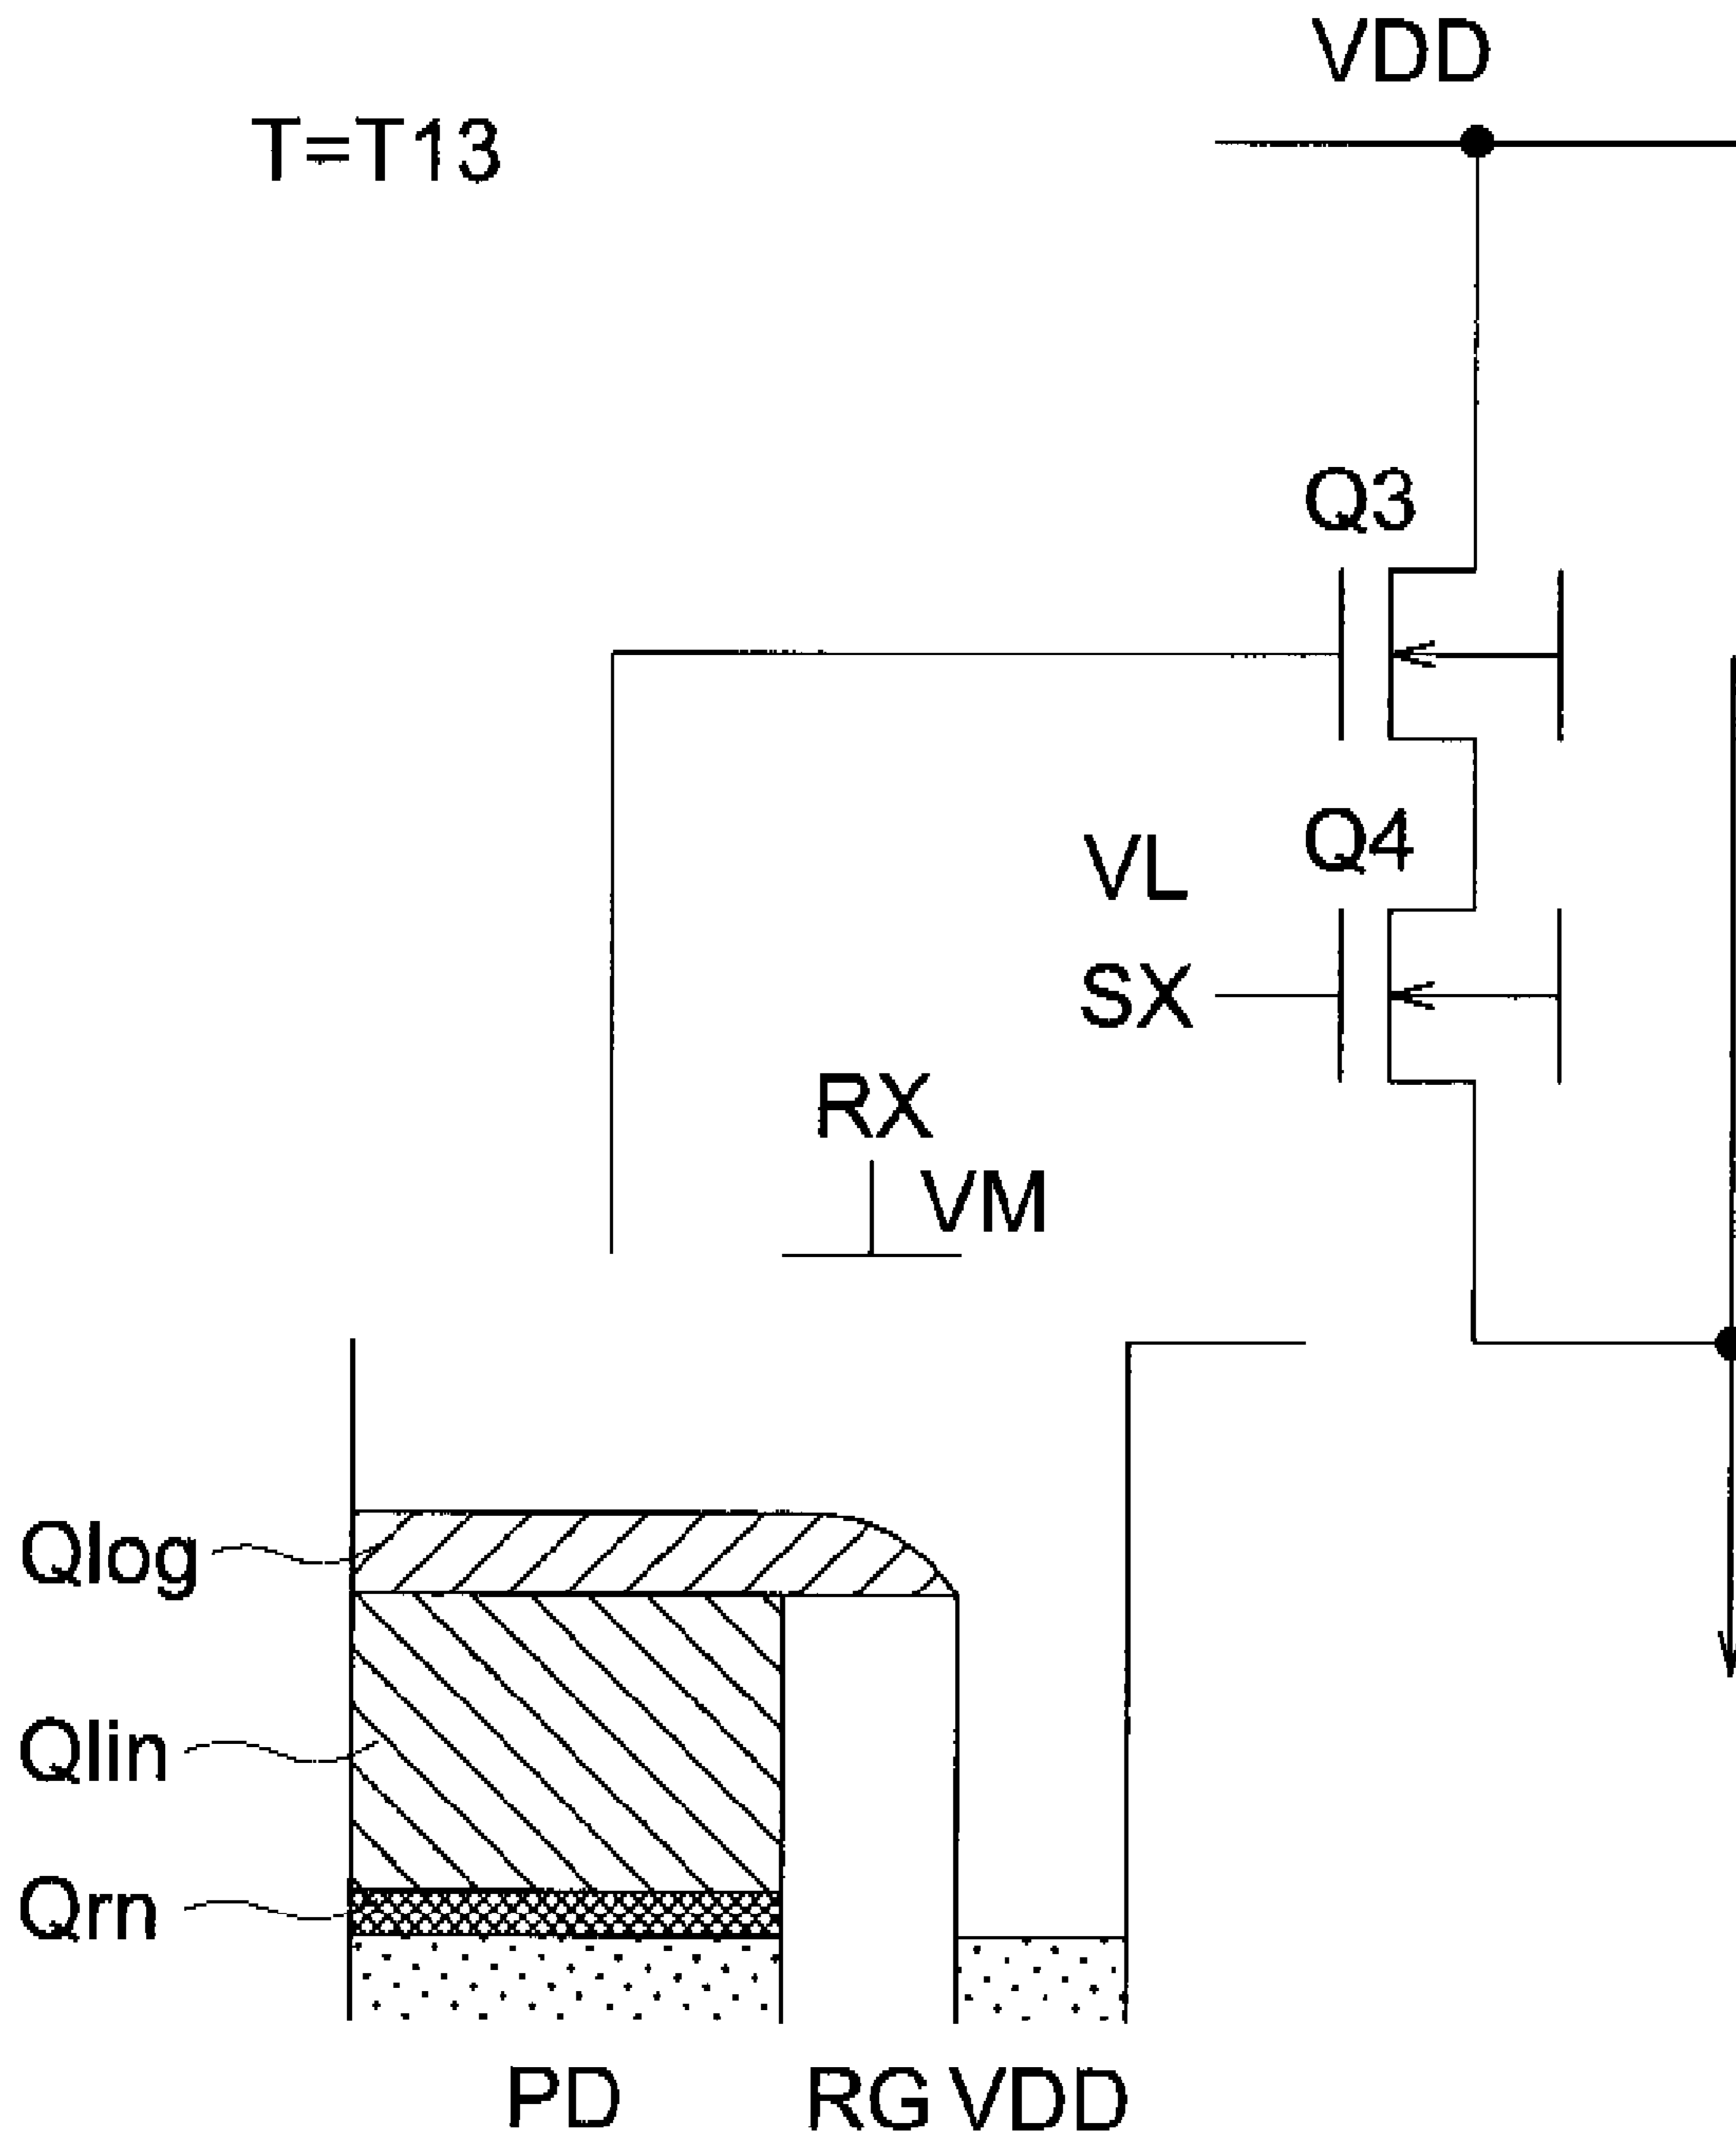 VDD
T=T13
Q3
Q4
VL
SX
RX
VM
Qlog
Qlin
Qrn
PD RG VDD